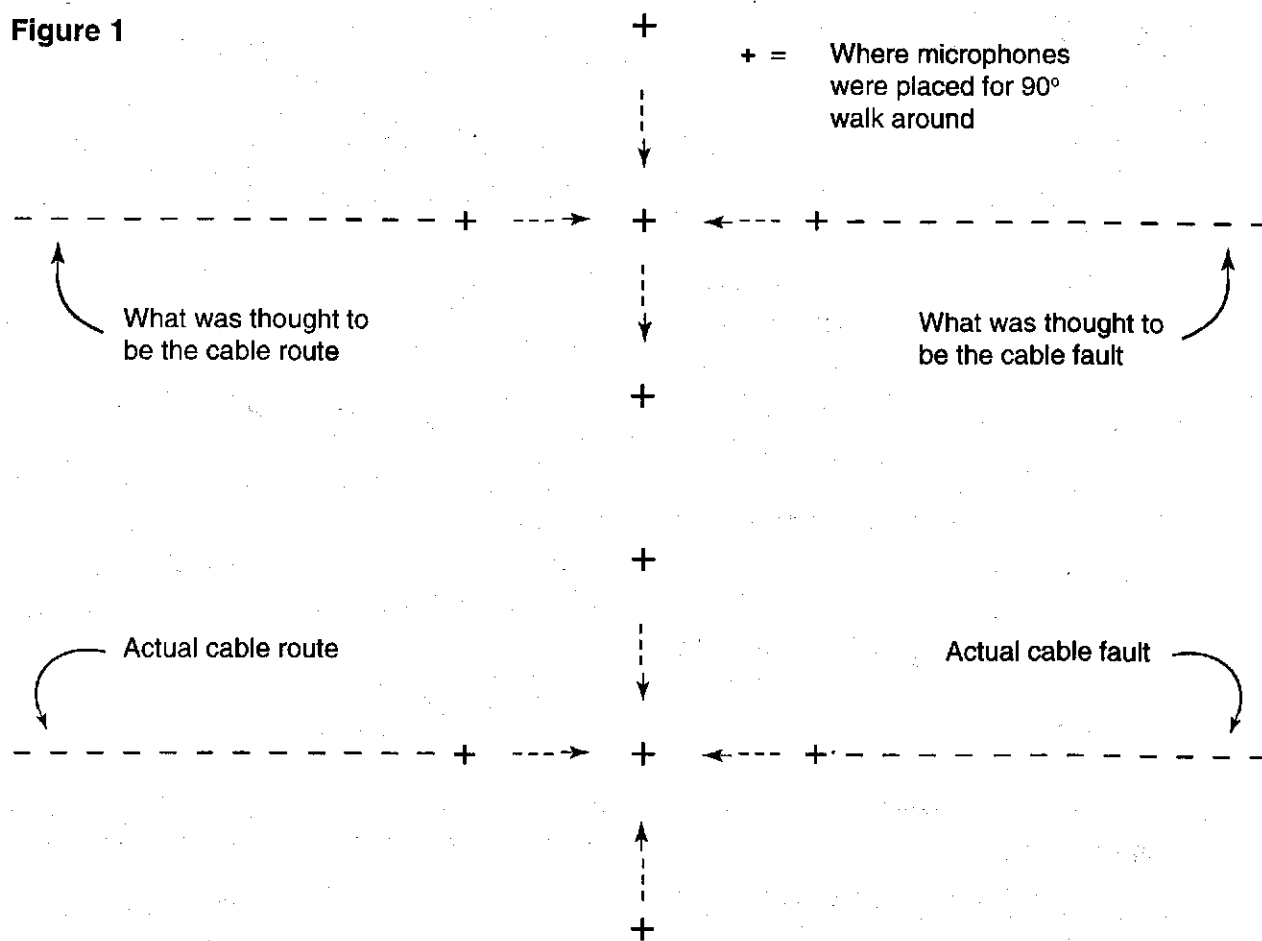 Figure 1
+ = Where microphones
were placed for 90°
walk around
What was thought to
be the cable route
What was thought to
be the cable fault
Actual cable route
Actual cable fault